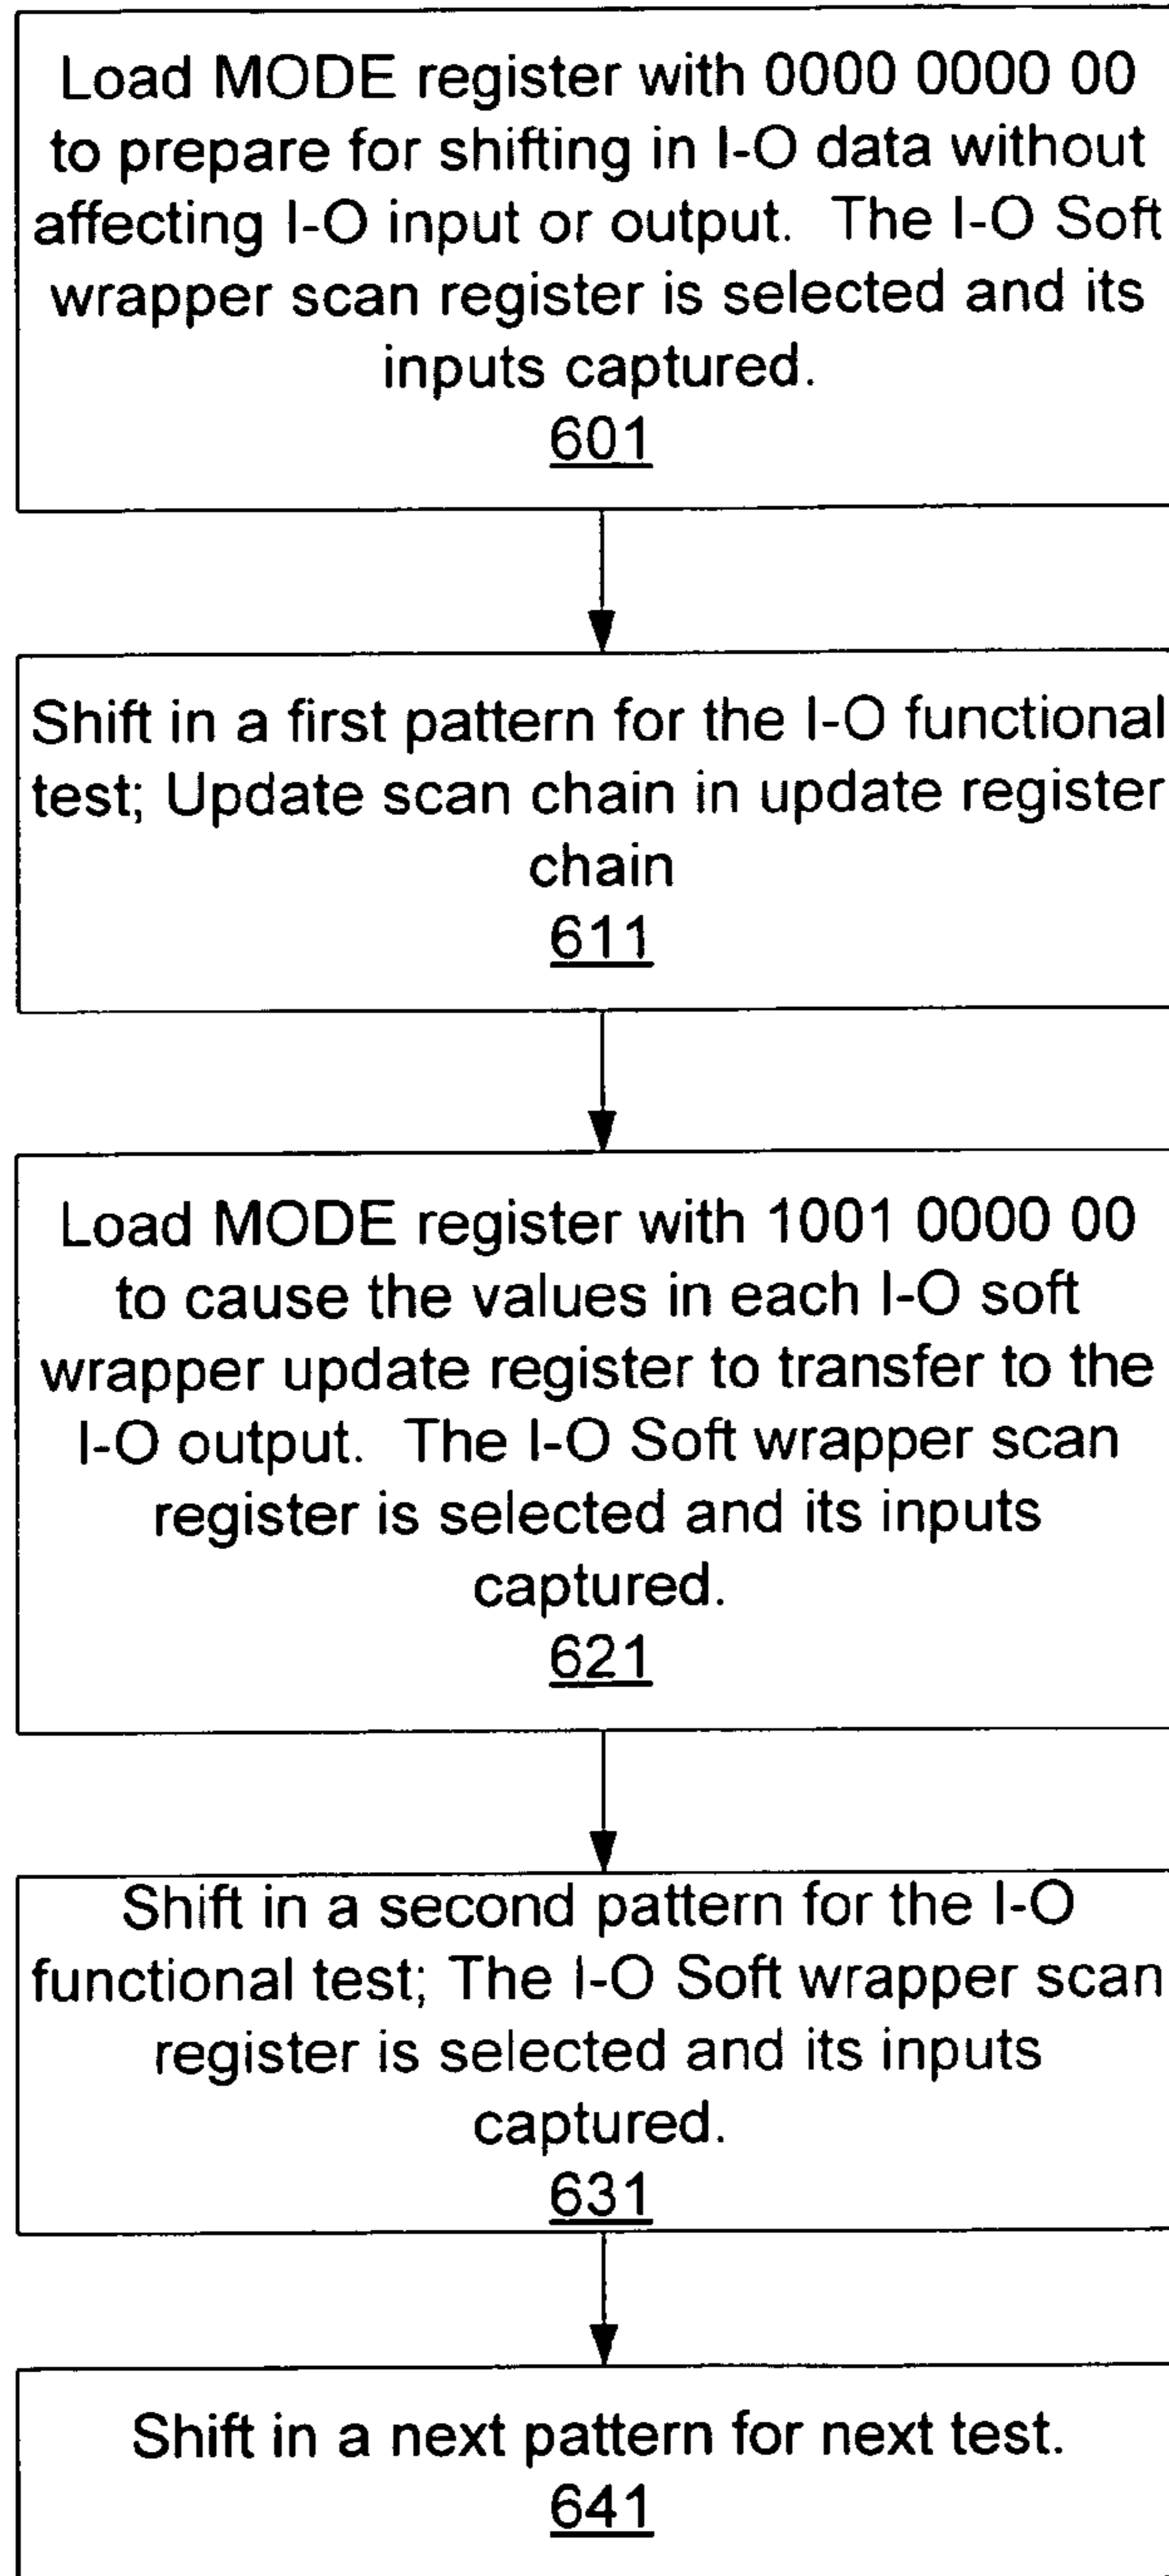 Load MODE register with 0000 0000 00
to prepare for shifting in I-O data without
affecting I-O input or output. The I-O Soft
wrapper scan register is selected and its
inputs captured.
601
Shift in a first pattern for the I-O functional
test; Update scan chain in update register
chain
611
Load MODE register with 1001 0000 00
to cause the values in each I-O soft
wrapper update register to transfer to the
I-O output. The I-O Soft wrapper scan
register is selected and its inputs
captured.
621
Shift in a second pattern for the I-O
functional test; The I-O Soft wrapper scan
register is selected and its inputs
captured.
631
Shift in a next pattern for next test.
641